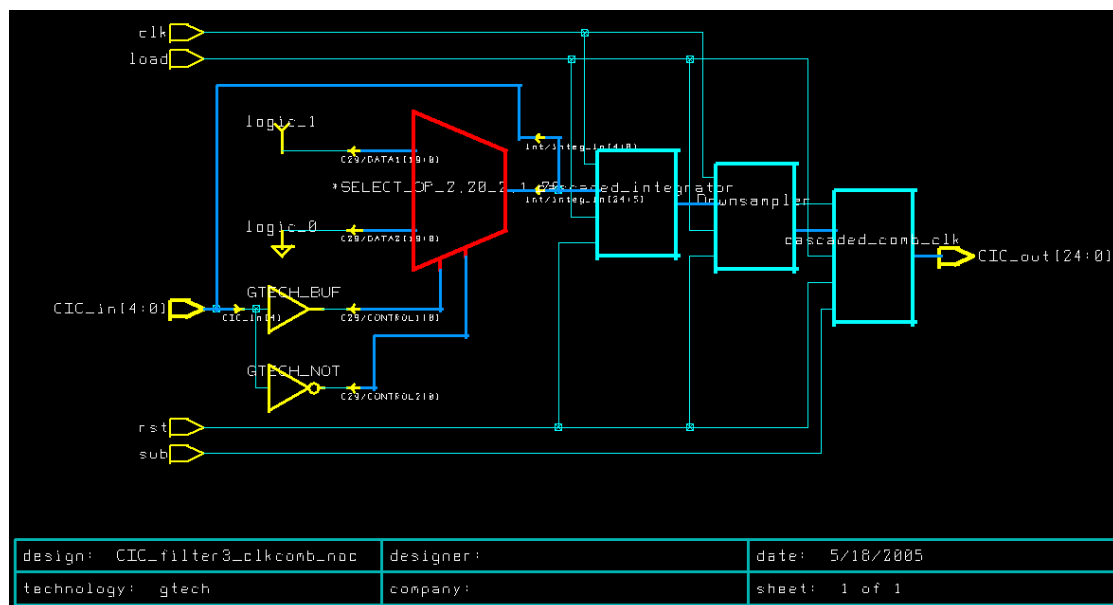 clk
load
logic_1
C29/DATA1[19:0]
int/integ_in[4:0]
*SELECT_OP_2.20_2.1_20
cascaded_integrator
int/integ_in[24:5]
Downsampler
logic_0
C29/DATA2[19:0]
cascaded_comb_clk
CIC_out[24:0]
GTECH_BUF
CIC_in[4:0]
CIC_in[4]
C29/CONTROL1[0]
GTECH_NOT
C29/CONTROL2[0]
rst
sub
design: CIC_filter3_clkcomb_noc
designer:
date: 5/18/2005
technology: gtech
company:
sheet: 1 of 1